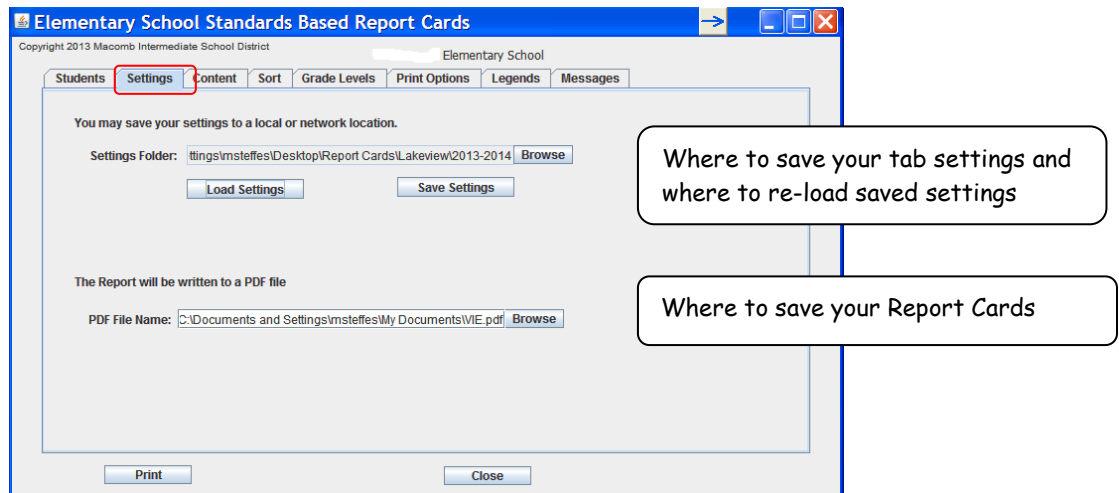 Elementary School Standards Based Report Cards
Copyright 2013 Macomb Intermediate School District
Elementary School
Students Settings Content Sort Grade Levels Print Options Legends Messages
You may save your settings to a local or network location.
Settings Folder: ttings\msteffes\Desktop\Report Cards\Lakeview\2013-2014 Browse
Load Settings Save Settings
Where to save your tab settings and
where to re-load saved settings
The Report will be written to a PDF file
PDF File Name: C:\Documents and Settings\msteffes\My Documents\VIE.pdf Browse
Where to save your Report Cards
Print Close